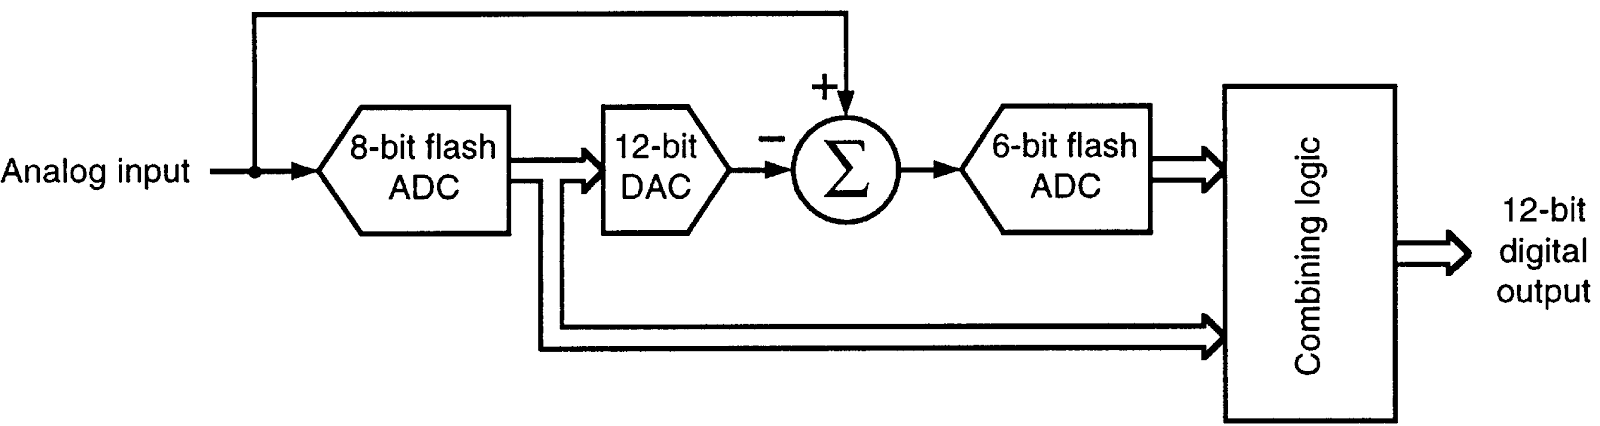 Analog input
8-bit flash
ADC
12-bit
DAC
−
+
Σ
6-bit flash
ADC
Combining logic
12-bit
digital
output